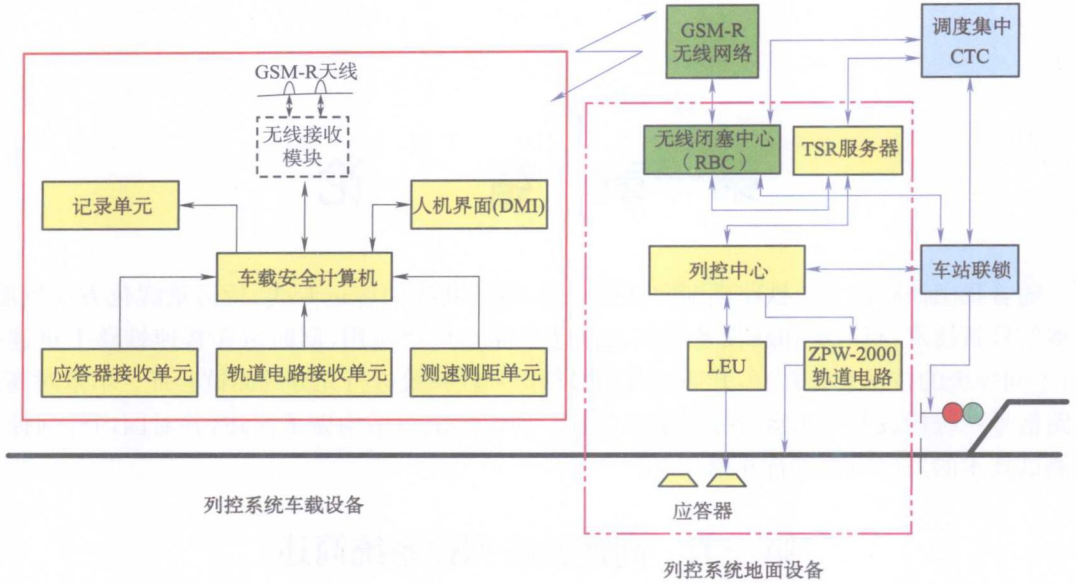 GSM-R天线
无线接收
模块
记录单元
人机界面(DMI)
车载安全计算机
应答器接收单元
轨道电路接收单元
测速测距单元
列控系统车载设备
GSM-R
无线网络
调度集中
CTC
无线闭塞中心
（RBC）
TSR服务器
列控中心
车站联锁
LEU
ZPW-2000
轨道电路
应答器
列控系统地面设备